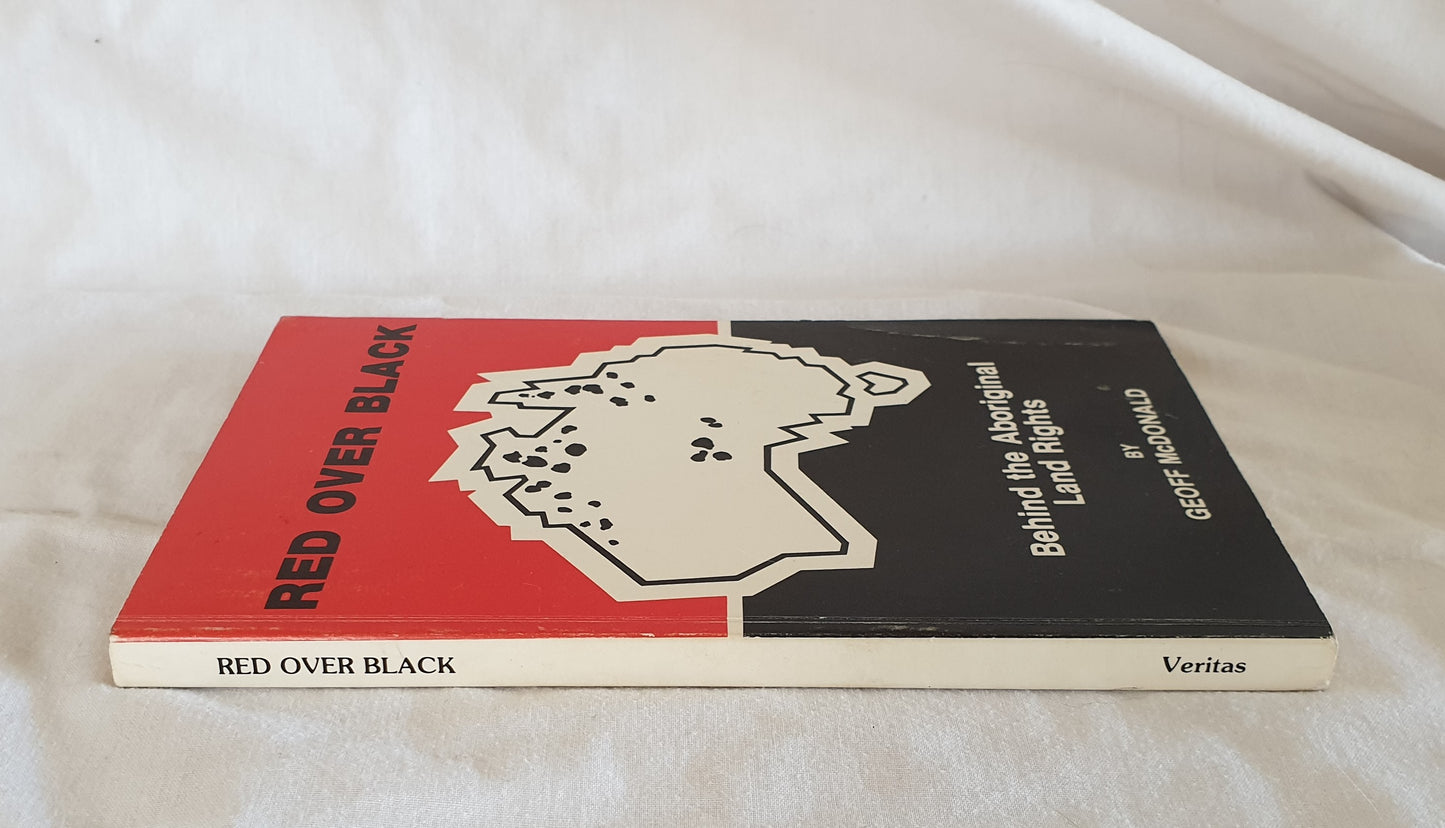 RED OVER BLACK
Behind the Aboriginal
Land Rights
BY
GEOFF McDONALD
RED OVER BLACK
Veritas